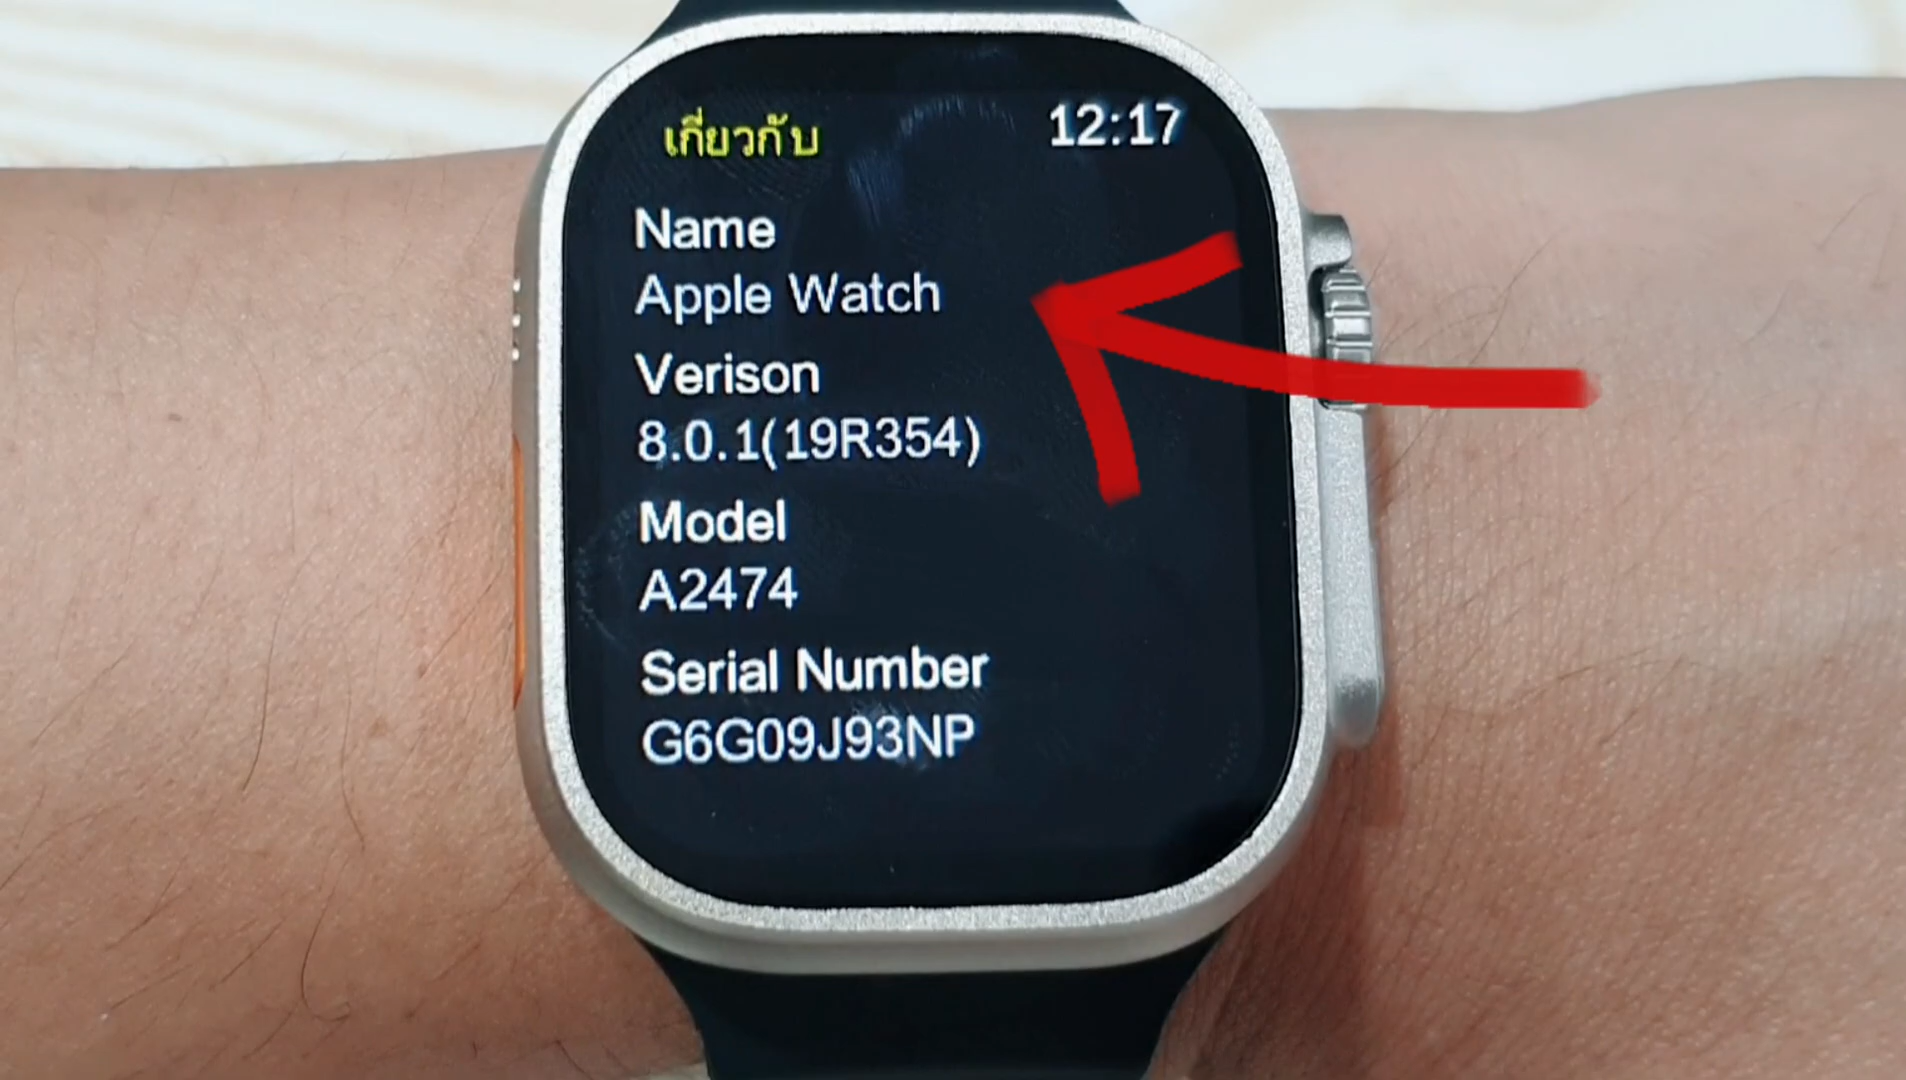 เกี่ยวกับ 12:17
Name
Apple Watch
Verison
8.0.1(19R354)
Model
A2474
Serial Number
G6G09J93NP